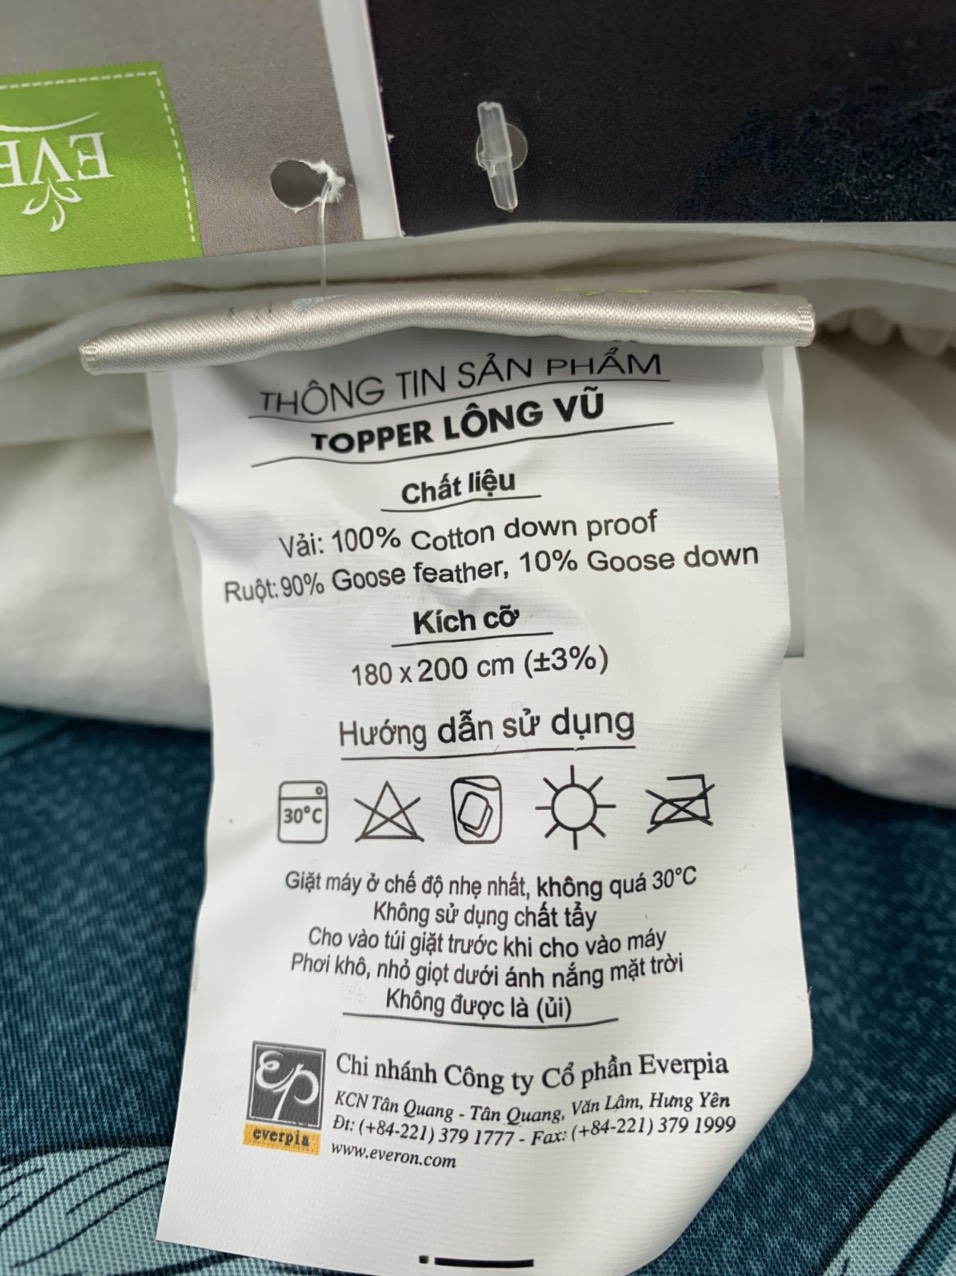 EVE
THÔNG TIN SẢN PHẨM
TOPPER LÔNG VŨ
Chất liệu
Vải: 100% Cotton down proof
Ruột: 90% Goose feather, 10% Goose down
Kích cỡ
180 x 200 cm (±3%)
Hướng dẫn sử dụng
30°C
Giặt máy ở chế độ nhẹ nhất, không quá 30°C
Không sử dụng chất tẩy
Cho vào túi giặt trước khi cho vào máy
Phơi khô, nhỏ giọt dưới ánh nắng mặt trời
Không được là (ủi)
ep
everpia
Chi nhánh Công ty Cổ phần Everpia
KCN Tân Quang - Tân Quang, Văn Lâm, Hưng Yên
Đt: (+84-221) 379 1777 - Fax: (+84-221) 379 1999
www.everon.com